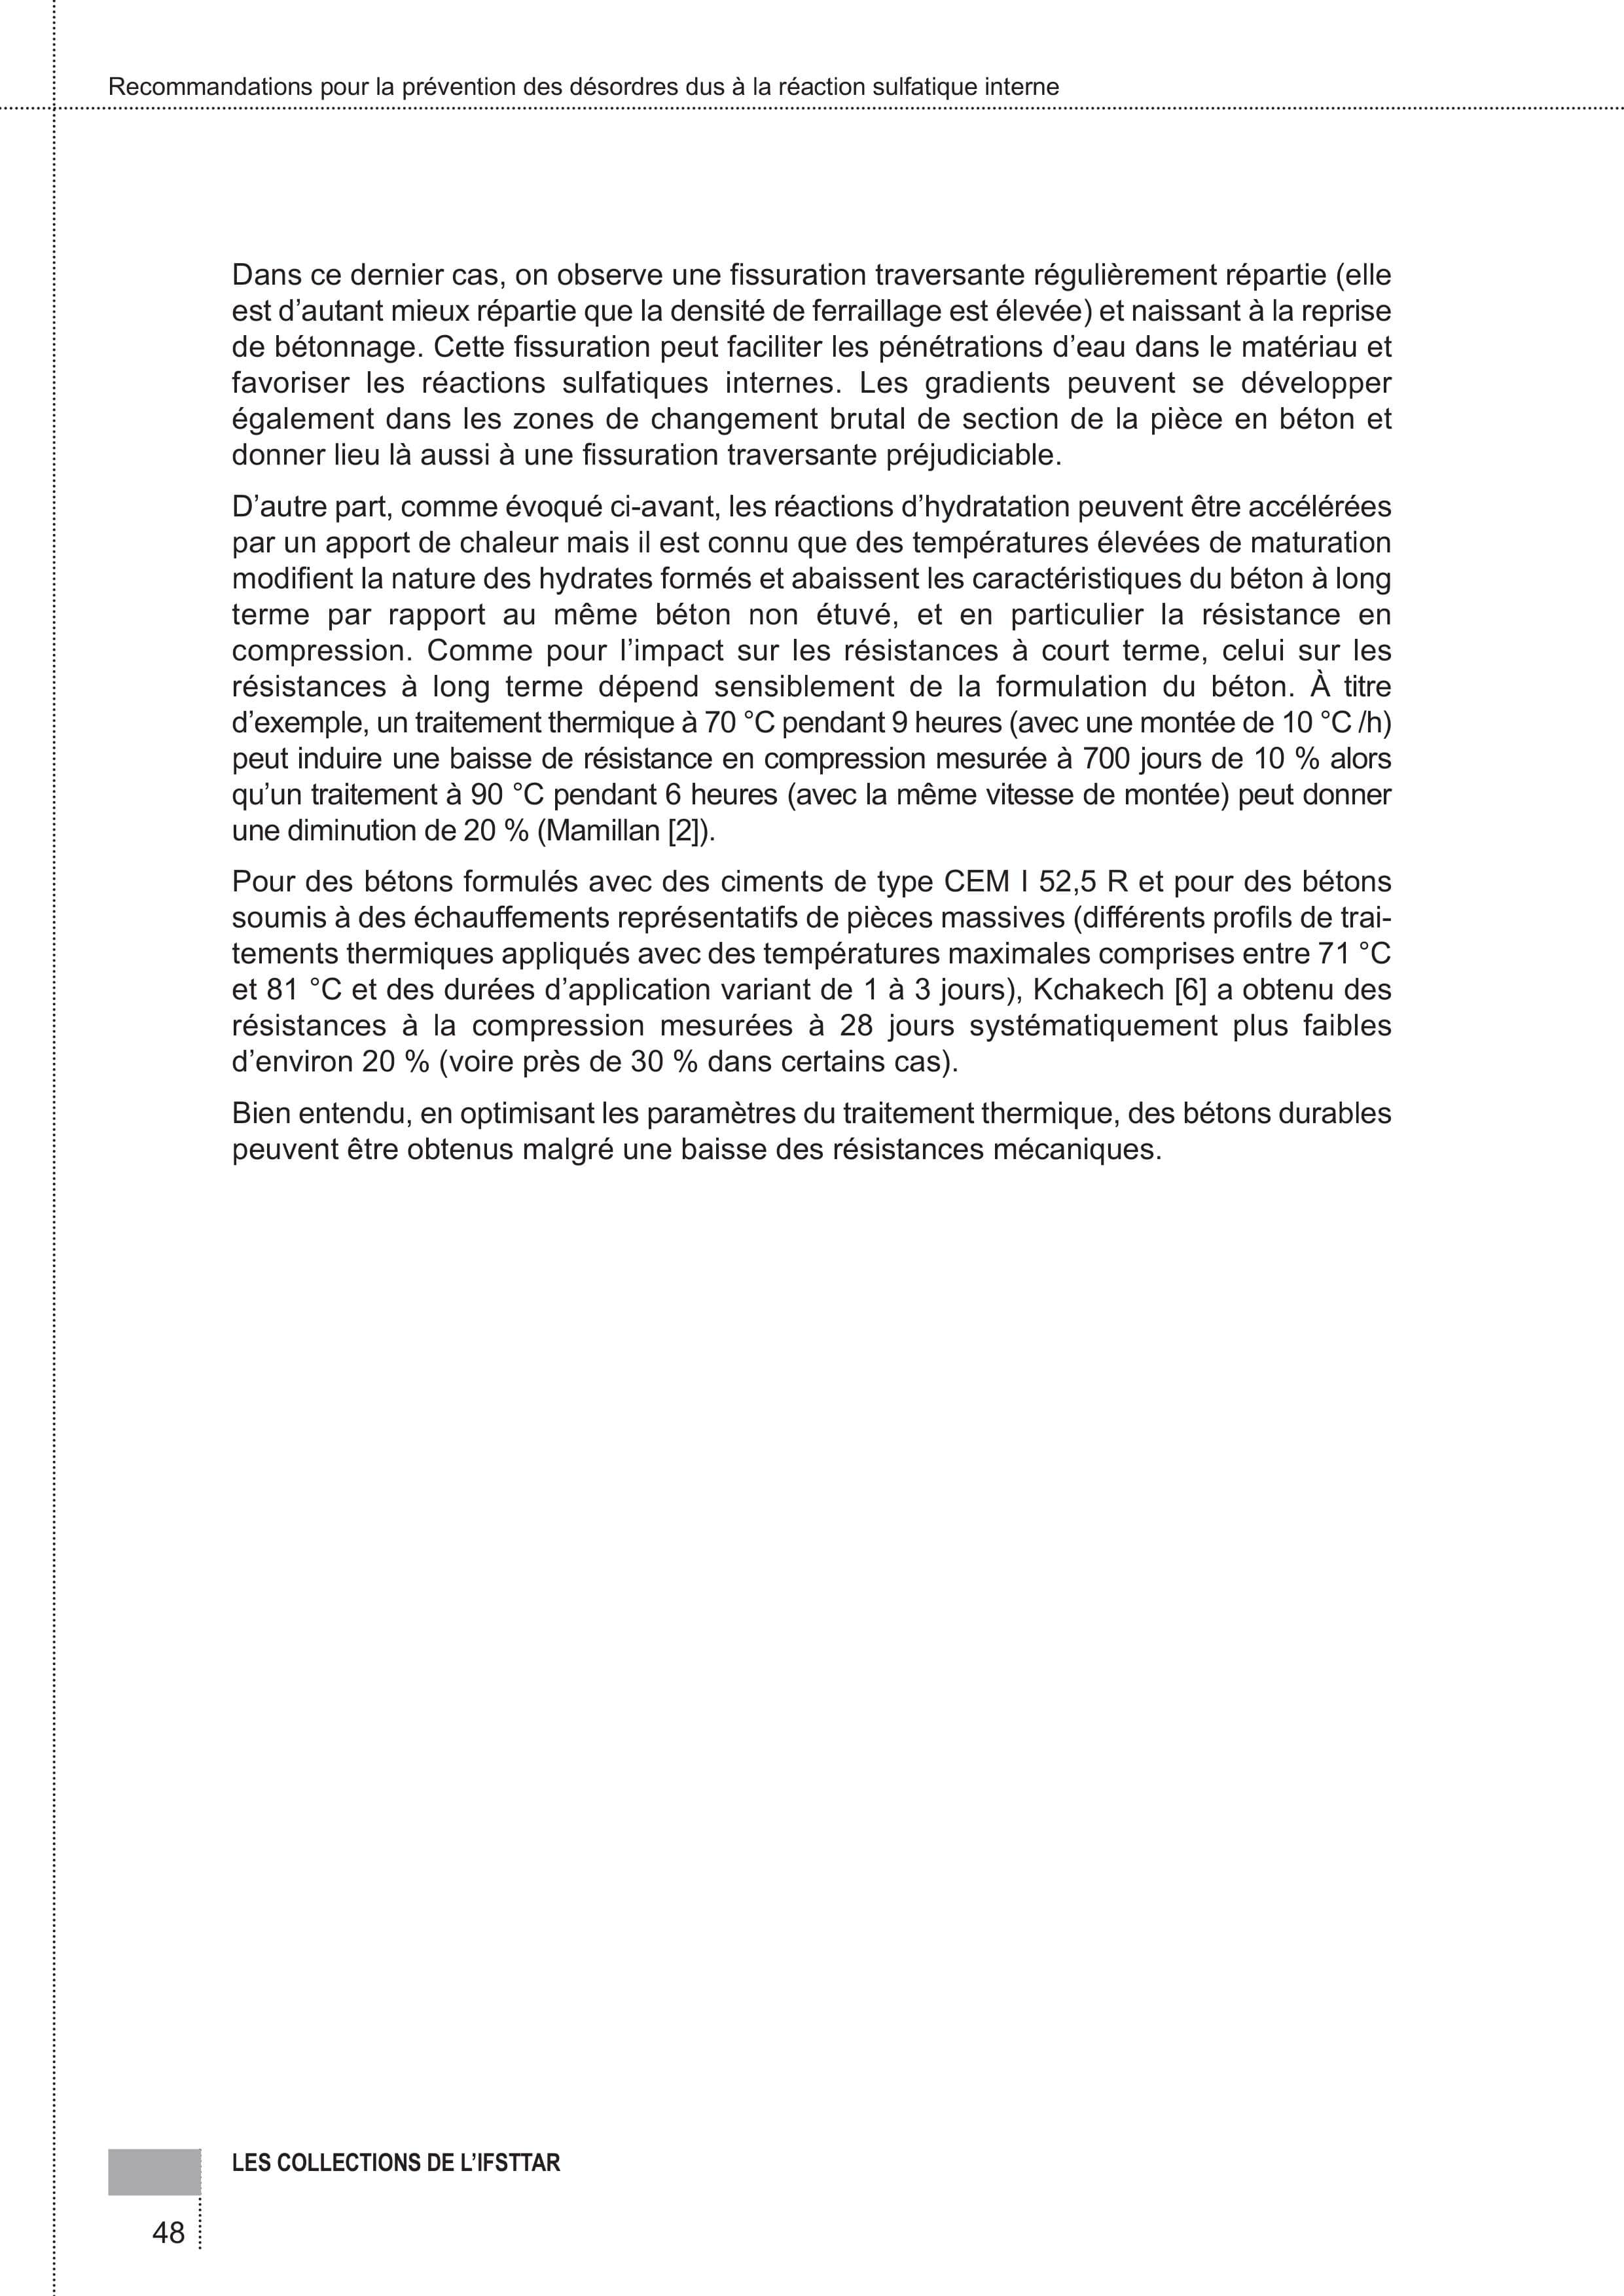 Recommandations pour la prévention des désordres dus à la réaction sulfatique interne
Dans ce dernier cas, on observe une fissuration traversante régulièrement répartie (elle
est d’autant mieux répartie que la densité de ferraillage est élevée) et naissant à la reprise
de bétonnage. Cette fissuration peut faciliter les pénétrations d’eau dans le matériau et
favoriser les réactions sulfatiques internes. Les gradients peuvent se développer
également dans les zones de changement brutal de section de la pièce en béton et
donner lieu là aussi à une fissuration traversante préjudiciable.
D’autre part, comme évoqué ci-avant, les réactions d’hydratation peuvent être accélérées
par un apport de chaleur mais il est connu que des températures élevées de maturation
modifient la nature des hydrates formés et abaissent les caractéristiques du béton à long
terme par rapport au même béton non étuvé, et en particulier la résistance en
compression. Comme pour l’impact sur les résistances à court terme, celui sur les
résistances à long terme dépend sensiblement de la formulation du béton. À titre
d’exemple, un traitement thermique à 70 °C pendant 9 heures (avec une montée de 10 °C /h)
peut induire une baisse de résistance en compression mesurée à 700 jours de 10 % alors
qu’un traitement à 90 °C pendant 6 heures (avec la même vitesse de montée) peut donner
une diminution de 20 % (Mamillan [2]).
Pour des bétons formulés avec des ciments de type CEM I 52,5 R et pour des bétons
soumis à des échauffements représentatifs de pièces massives (différents profils de trai-
tements thermiques appliqués avec des températures maximales comprises entre 71 °C
et 81 °C et des durées d’application variant de 1 à 3 jours), Kchakech [6] a obtenu des
résistances à la compression mesurées à 28 jours systématiquement plus faibles
d’environ 20 % (voire près de 30 % dans certains cas).
Bien entendu, en optimisant les paramètres du traitement thermique, des bétons durables
peuvent être obtenus malgré une baisse des résistances mécaniques.
LES COLLECTIONS DE L’IFSTTAR
48